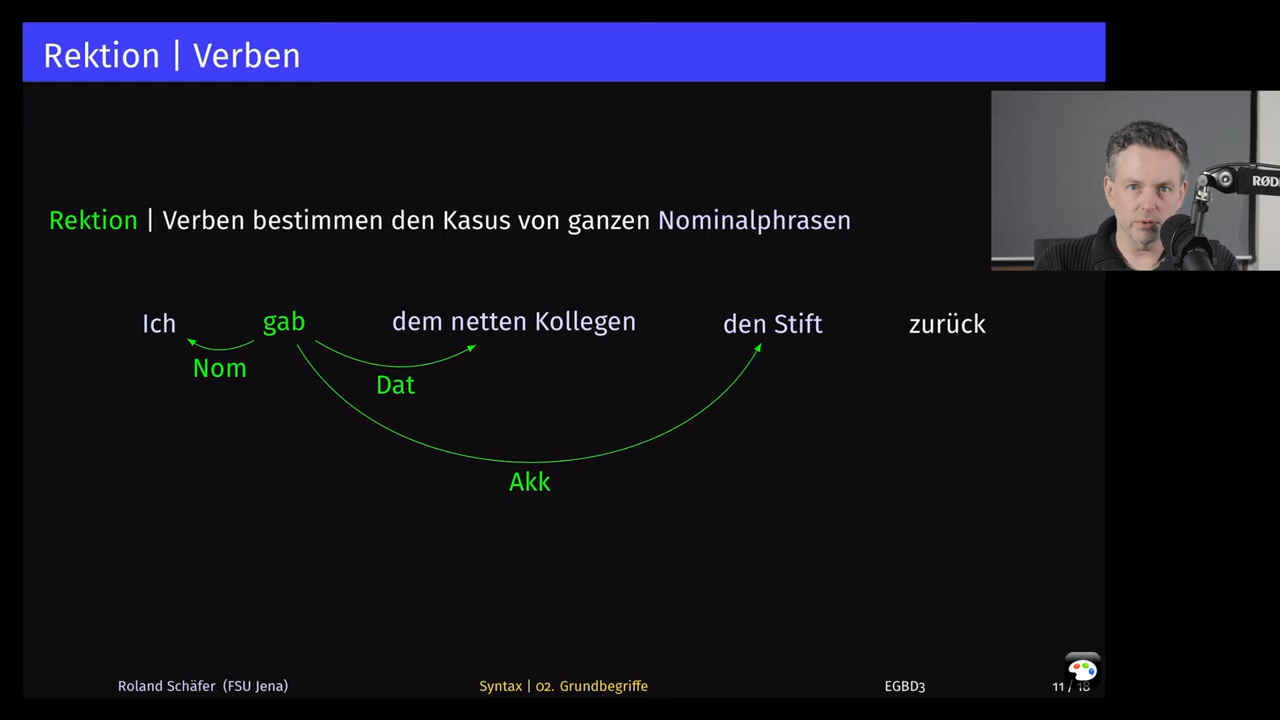 Rektion | Verben
RØD
Rektion | Verben bestimmen den Kasus von ganzen Nominalphrasen
Ich gab dem netten Kollegen den Stift zurück
Nom
Dat
Akk
Roland Schäfer (FSU Jena) Syntax | 02. Grundbegriffe EGBD3 11 / 18